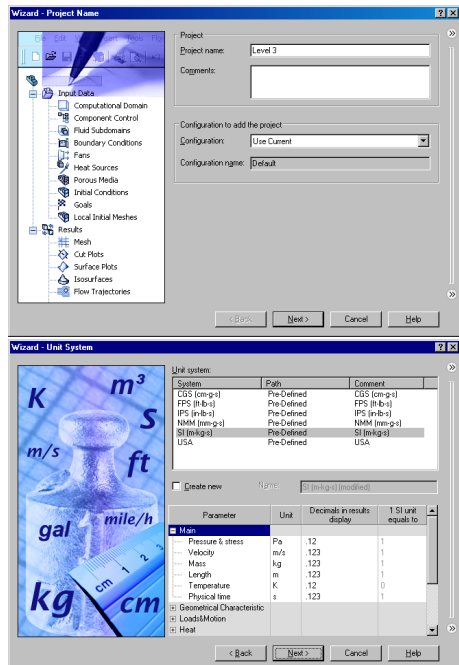 Wizard - Project Name
File Edit
Input Data
Computational Domain
Component Control
Fluid Subdomains
Boundary Conditions
Fans
Heat Sources
Porous Media
Initial Conditions
Goals
Local Initial Meshes
Results
Mesh
Cut Plots
Surface Plots
Isosurfaces
Flow Trajectories
Project
Project name: Level 3
Comments:
Configuration to add the project
Configuration: Use Current
Configuration name: Default
< Back Next > Cancel Help
Wizard - Unit System
K m³
S
m/s ft
gal mile/h
cm 1 2 3
kg cm
Unit system:
System Path Comment
CGS (cm-g-s) Pre-Defined CGS (cm-g-s)
FPS (ft-lb-s) Pre-Defined FPS (ft-lb-s)
IPS (in-lb-s) Pre-Defined IPS (in-lb-s)
NMM (mm-g-s) Pre-Defined NMM (mm-g-s)
SI (m-kg-s) Pre-Defined SI (m-kg-s)
USA Pre-Defined USA
Create new Name: SI (m-kg-s) (modified)
Parameter Unit Decimals in results display 1 SI unit equals to
Main
Pressure & stress Pa .12 1
Velocity m/s .123 1
Mass kg .123 1
Length m .123 1
Temperature K .12 0
Physical time s .123 1
Geometrical Characteristic
Loads&Motion
Heat
< Back Next > Cancel Help